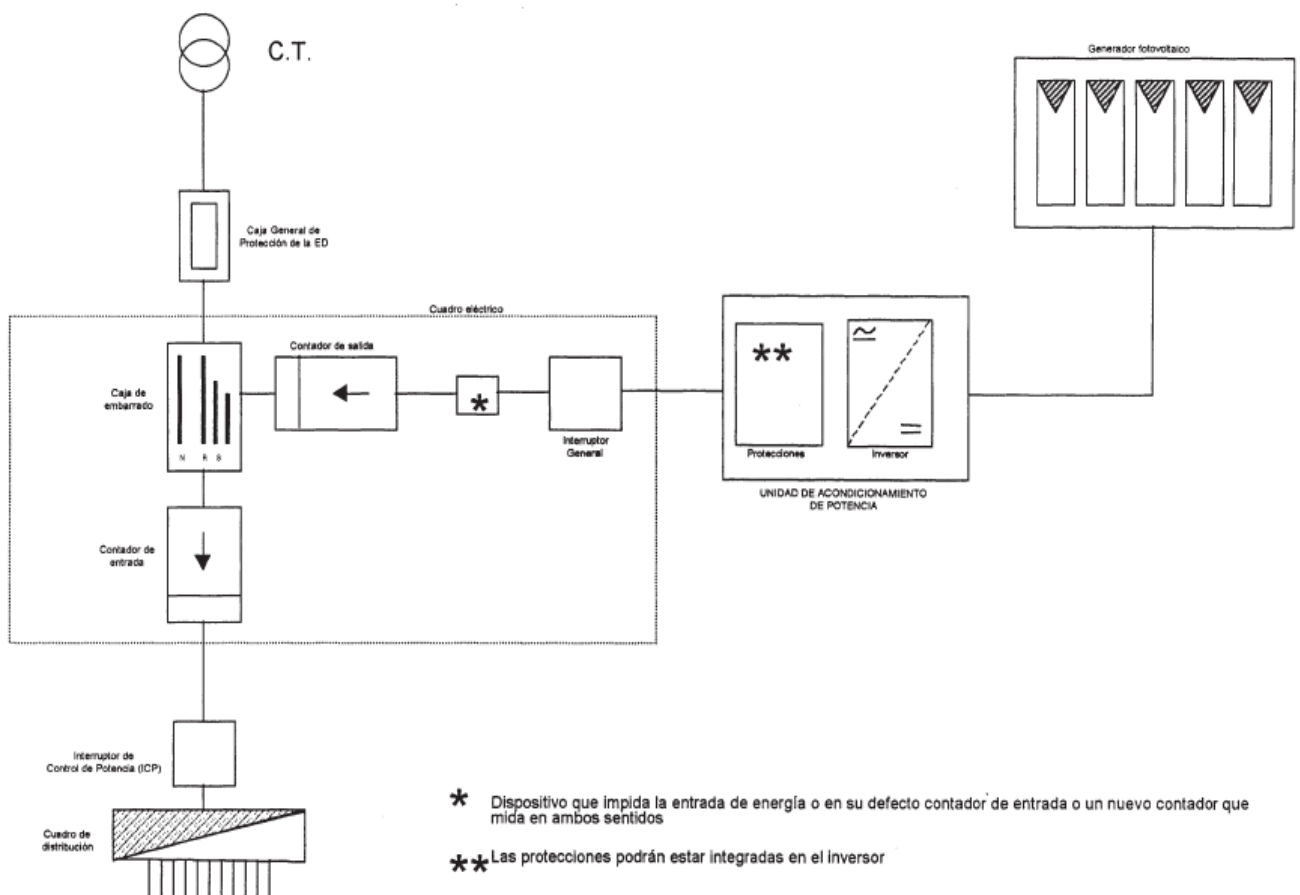 C.T.
Generador fotovoltaico
Caja General de
Protección de la ED
Cuadro eléctrico
Contador de salida
Caja de
embarrado
N R S
Interruptor
General
*
**
Protecciones
Inversor
UNIDAD DE ACONDICIONAMIENTO
DE POTENCIA
Contador de
entrada
Interruptor de
Control de Potencia (ICP)
Cuadro de
distribución
* Dispositivo que impida la entrada de energía o en su defecto contador de entrada o un nuevo contador que
mida en ambos sentidos
** Las protecciones podrán estar integradas en el inversor